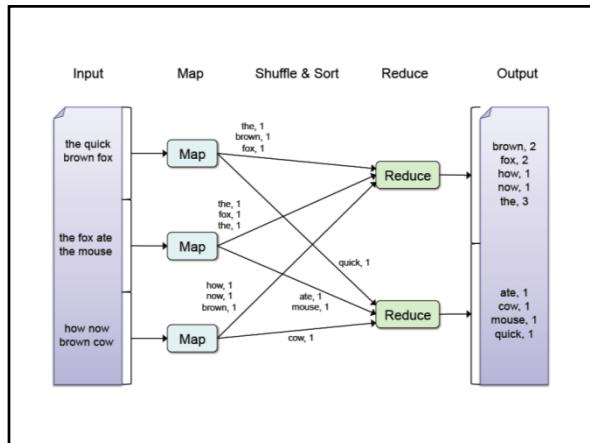 Input
Map
Shuffle & Sort
Reduce
Output
the quick
brown fox
the fox ate
the mouse
how now
brown cow
Map
Map
Map
the, 1
brown, 1
fox, 1
the, 1
fox, 1
the, 1
how, 1
now, 1
brown, 1
quick, 1
ate, 1
mouse, 1
cow, 1
Reduce
Reduce
brown, 2
fox, 2
how, 1
now, 1
the, 3
ate, 1
cow, 1
mouse, 1
quick, 1